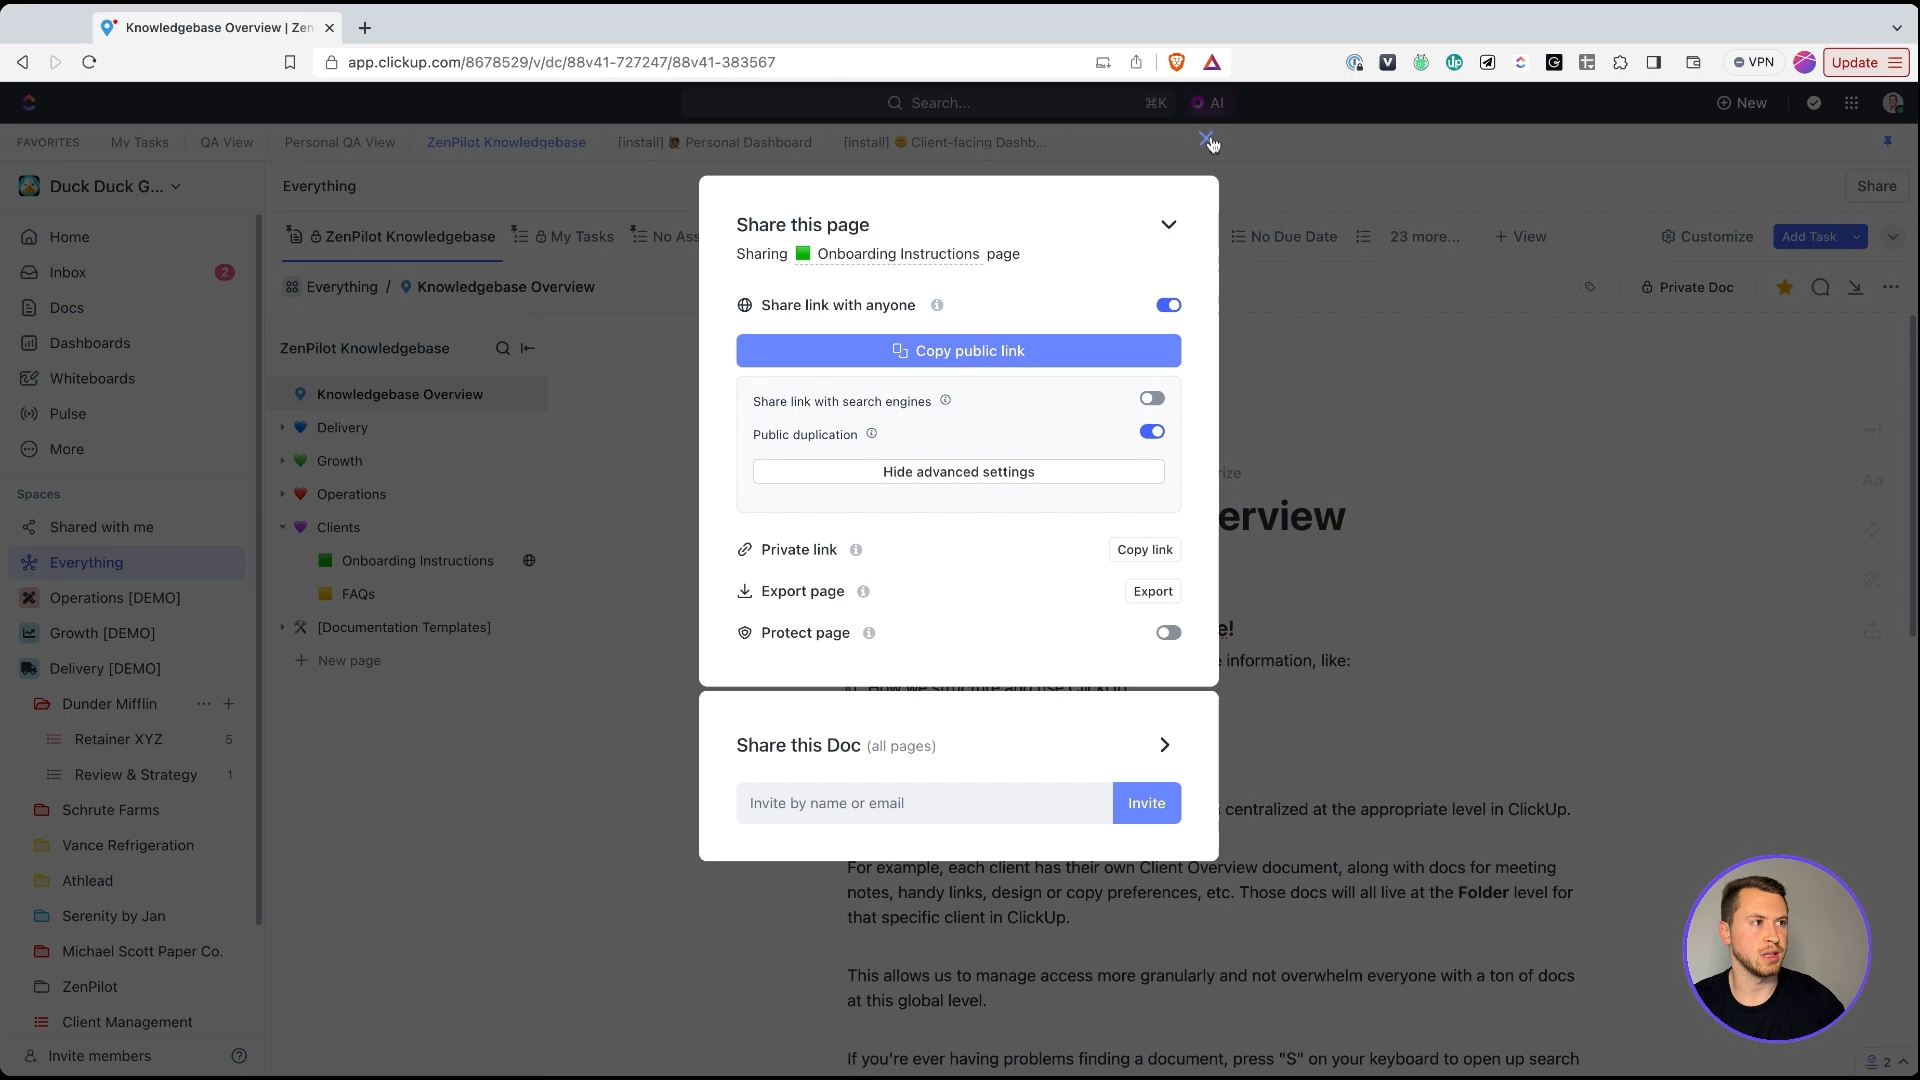 Knowledgebase Overview | Zen
app.clickup.com/8678529/v/dc/88v41-727247/88v41-383567
VPN
Update
Search...
⌘K
AI
New
FAVORITES
My Tasks
QA View
Personal QA View
ZenPilot Knowledgebase
[install] 🙋🏽 Personal Dashboard
[install] 🌞 Client-facing Dashb...
Duck Duck G...
Everything
Share
Home
Inbox
2
Docs
Dashboards
Whiteboards
Pulse
More
Spaces
Shared with me
Everything
Operations [DEMO]
Growth [DEMO]
Delivery [DEMO]
Dunder Mifflin
Retainer XYZ
5
Review & Strategy
1
Schrute Farms
Vance Refrigeration
Athlead
Serenity by Jan
Michael Scott Paper Co.
ZenPilot
Client Management
Invite members
ZenPilot Knowledgebase
My Tasks
No Ass
No Due Date
23 more...
+ View
Customize
Add Task
Everything / Knowledgebase Overview
Private Doc
ZenPilot Knowledgebase
Knowledgebase Overview
Delivery
Growth
Operations
Clients
Onboarding Instructions
FAQs
[Documentation Templates]
New page
Share this page
Sharing 🟩 Onboarding Instructions page
Share link with anyone
Copy public link
Share link with search engines
Public duplication
Hide advanced settings
Private link
Copy link
Export page
Export
Protect page
Share this Doc (all pages)
Invite by name or email
Invite
rize
erview
e!
e information, like:
How we structure and use ClickUp
s centralized at the appropriate level in ClickUp.
For example, each client has their own Client Overview document, along with docs for meeting
notes, handy links, design or copy preferences, etc. Those docs will all live at the Folder level for
that specific client in ClickUp.
This allows us to manage access more granularly and not overwhelm everyone with a ton of docs
at this global level.
If you're ever having problems finding a document, press "S" on your keyboard to open up search
Aa
2